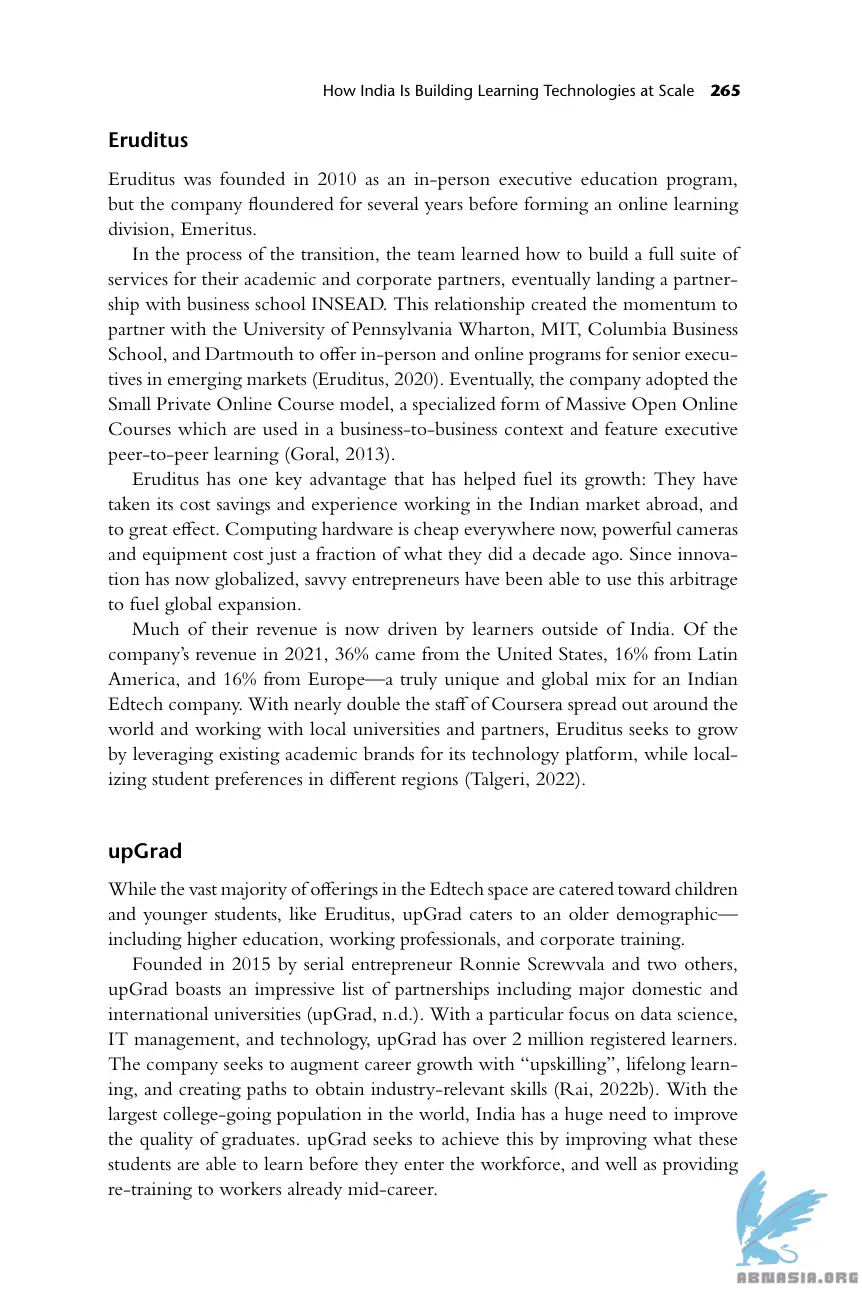 How India Is Building Learning Technologies at Scale 265
Eruditus
Eruditus was founded in 2010 as an in-person executive education program,
but the company floundered for several years before forming an online learning
division, Emeritus.
In the process of the transition, the team learned how to build a full suite of
services for their academic and corporate partners, eventually landing a partner-
ship with business school INSEAD. This relationship created the momentum to
partner with the University of Pennsylvania Wharton, MIT, Columbia Business
School, and Dartmouth to offer in-person and online programs for senior execu-
tives in emerging markets (Eruditus, 2020). Eventually, the company adopted the
Small Private Online Course model, a specialized form of Massive Open Online
Courses which are used in a business-to-business context and feature executive
peer-to-peer learning (Goral, 2013).
Eruditus has one key advantage that has helped fuel its growth: They have
taken its cost savings and experience working in the Indian market abroad, and
to great effect. Computing hardware is cheap everywhere now, powerful cameras
and equipment cost just a fraction of what they did a decade ago. Since innova-
tion has now globalized, savvy entrepreneurs have been able to use this arbitrage
to fuel global expansion.
Much of their revenue is now driven by learners outside of India. Of the
company's revenue in 2021, 36% came from the United States, 16% from Latin
America, and 16% from Europe—a truly unique and global mix for an Indian
Edtech company. With nearly double the staff of Coursera spread out around the
world and working with local universities and partners, Eruditus seeks to grow
by leveraging existing academic brands for its technology platform, while local-
izing student preferences in different regions (Talgeri, 2022).
upGrad
While the vast majority of offerings in the Edtech space are catered toward children
and younger students, like Eruditus, upGrad caters to an older demographic—
including higher education, working professionals, and corporate training.
Founded in 2015 by serial entrepreneur Ronnie Screwvala and two others,
upGrad boasts an impressive list of partnerships including major domestic and
international universities (upGrad, n.d.). With a particular focus on data science,
IT management, and technology, upGrad has over 2 million registered learners.
The company seeks to augment career growth with “upskilling”, lifelong learn-
ing, and creating paths to obtain industry-relevant skills (Rai, 2022b). With the
largest college-going population in the world, India has a huge need to improve
the quality of graduates. upGrad seeks to achieve this by improving what these
students are able to learn before they enter the workforce, and well as providing
re-training to workers already mid-career.
ABNASIA.ORG